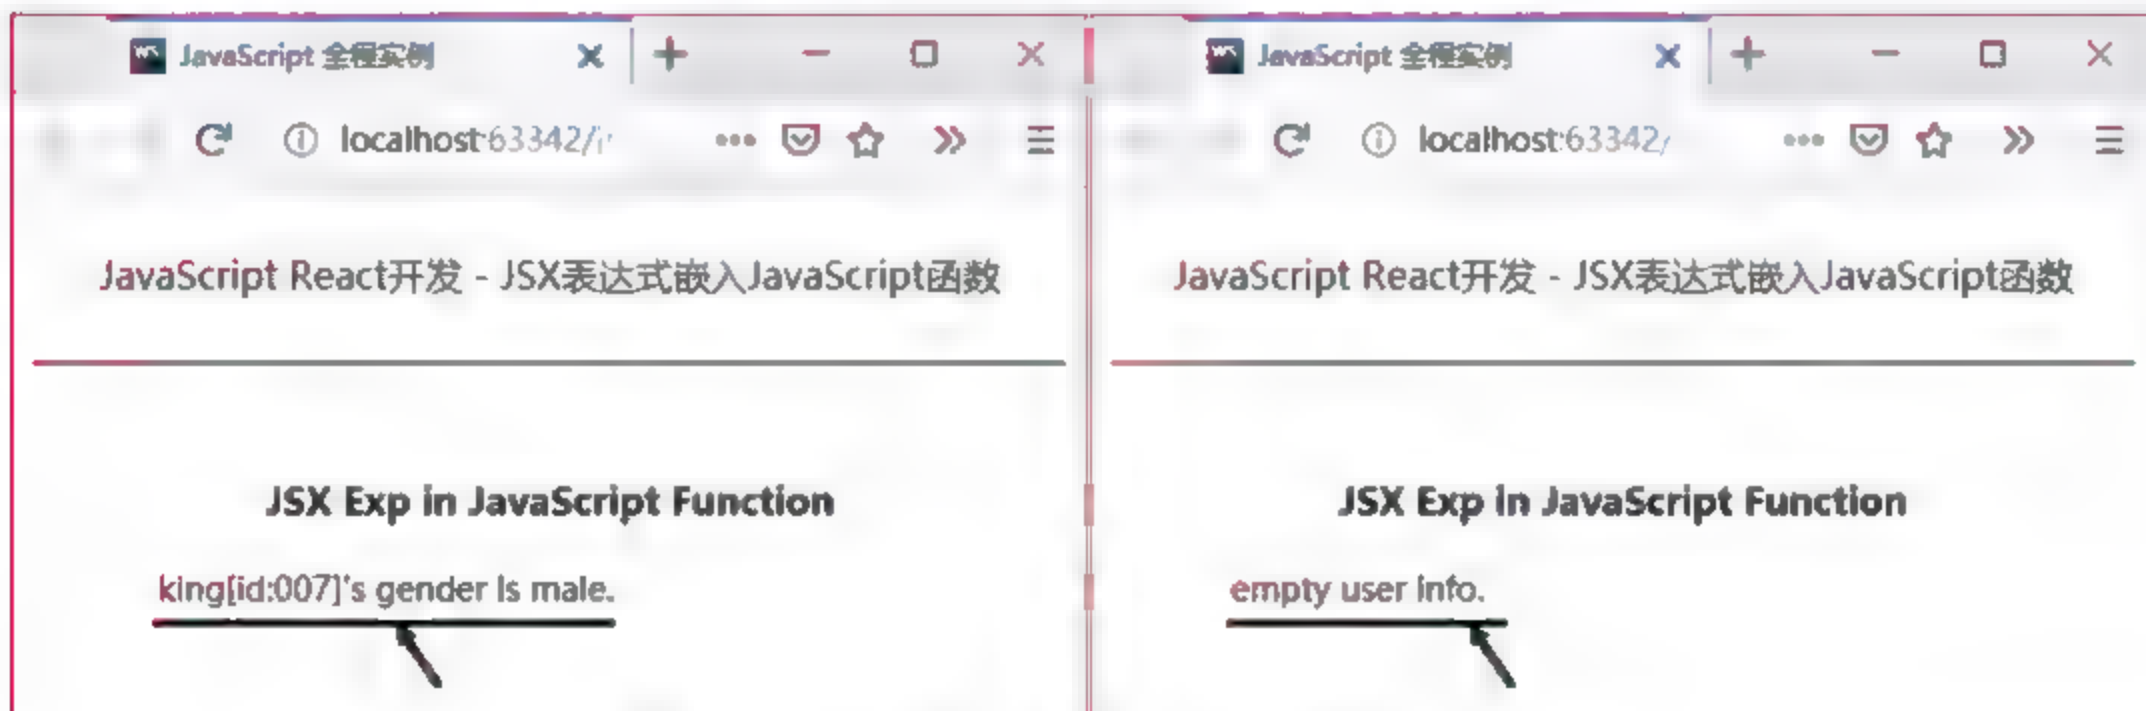 JavaScript 全程实例
localhost:63342/
JavaScript React开发 - JSX表达式嵌入JavaScript函数
JSX Exp in JavaScript Function
king[id:007]'s gender is male.
JavaScript 全程实例
localhost:63342/
JavaScript React开发 - JSX表达式嵌入JavaScript函数
JSX Exp in JavaScript Function
empty user info.